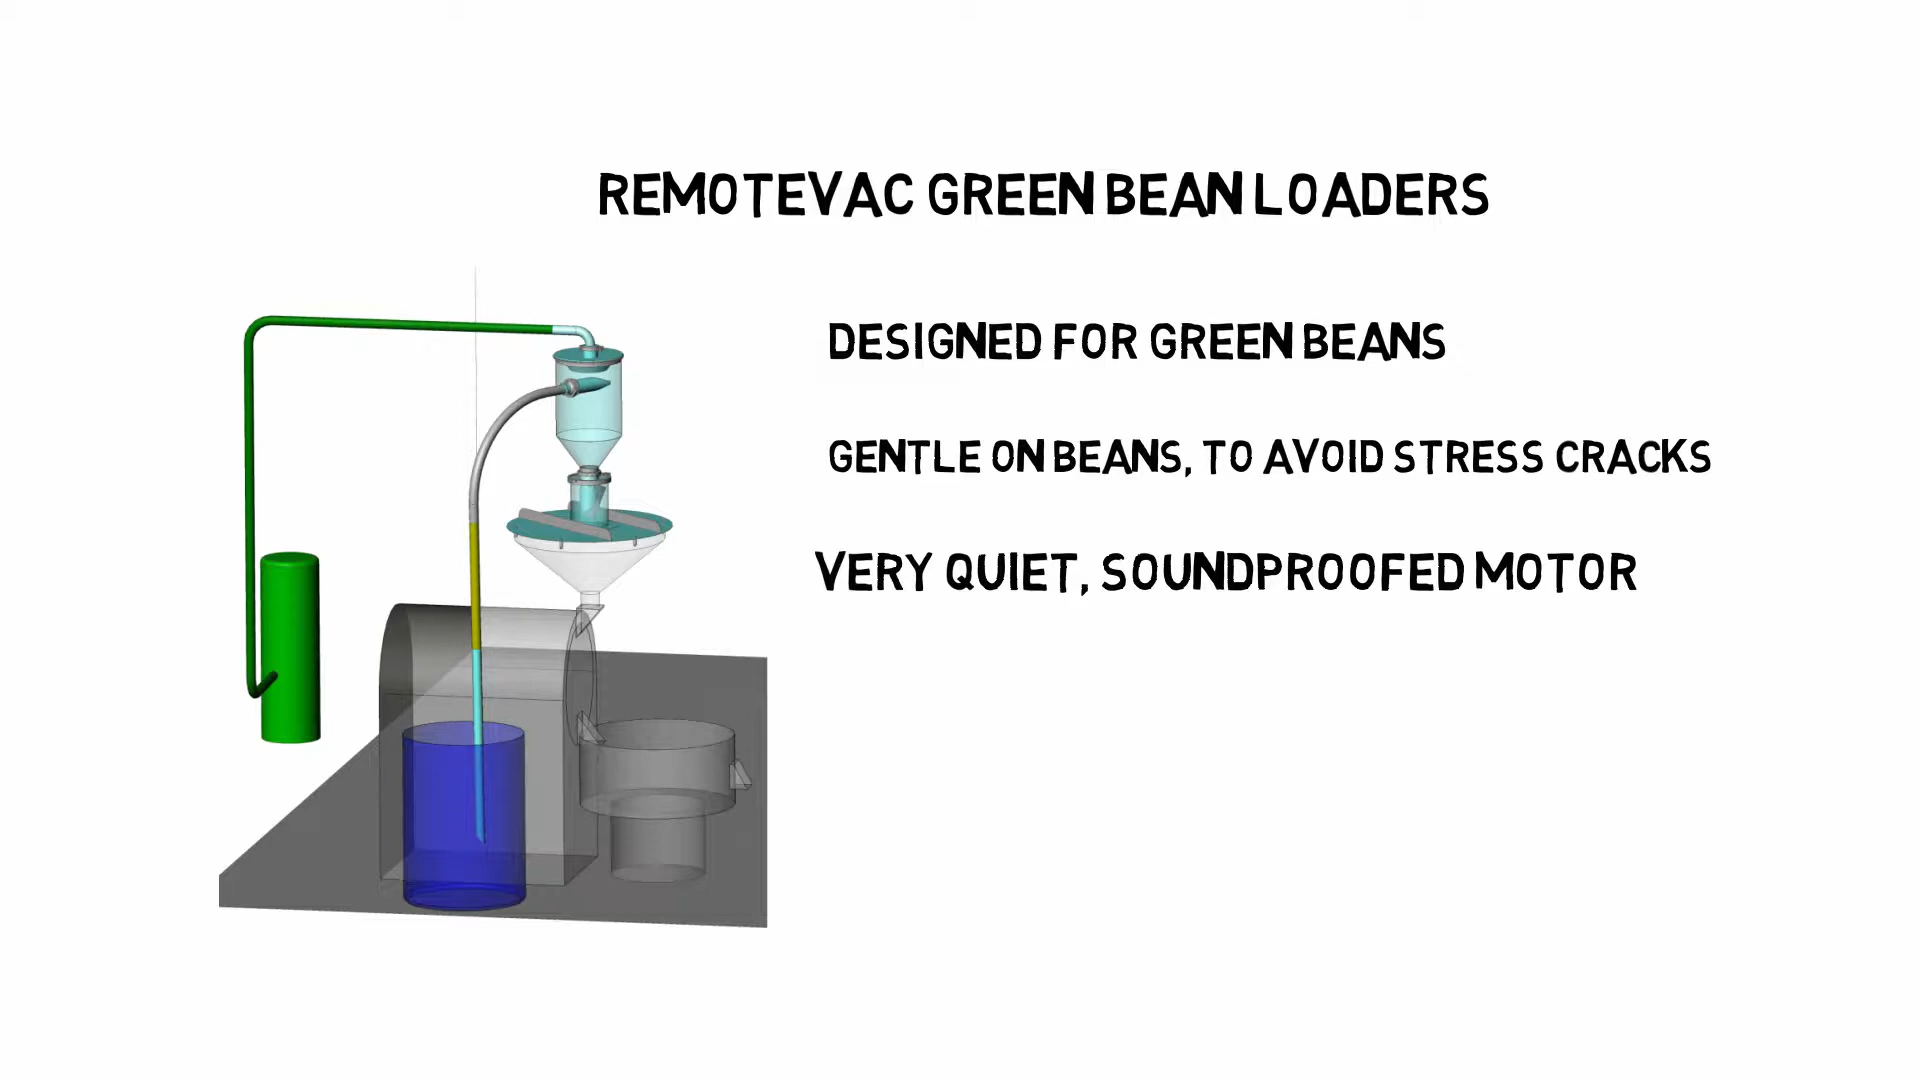 REMOTEVAC GREEN BEAN LOADERS
DESIGNED FOR GREEN BEANS
GENTLE ON BEANS, TO AVOID STRESS CRACKS
VERY QUIET, SOUNDPROOFED MOTOR